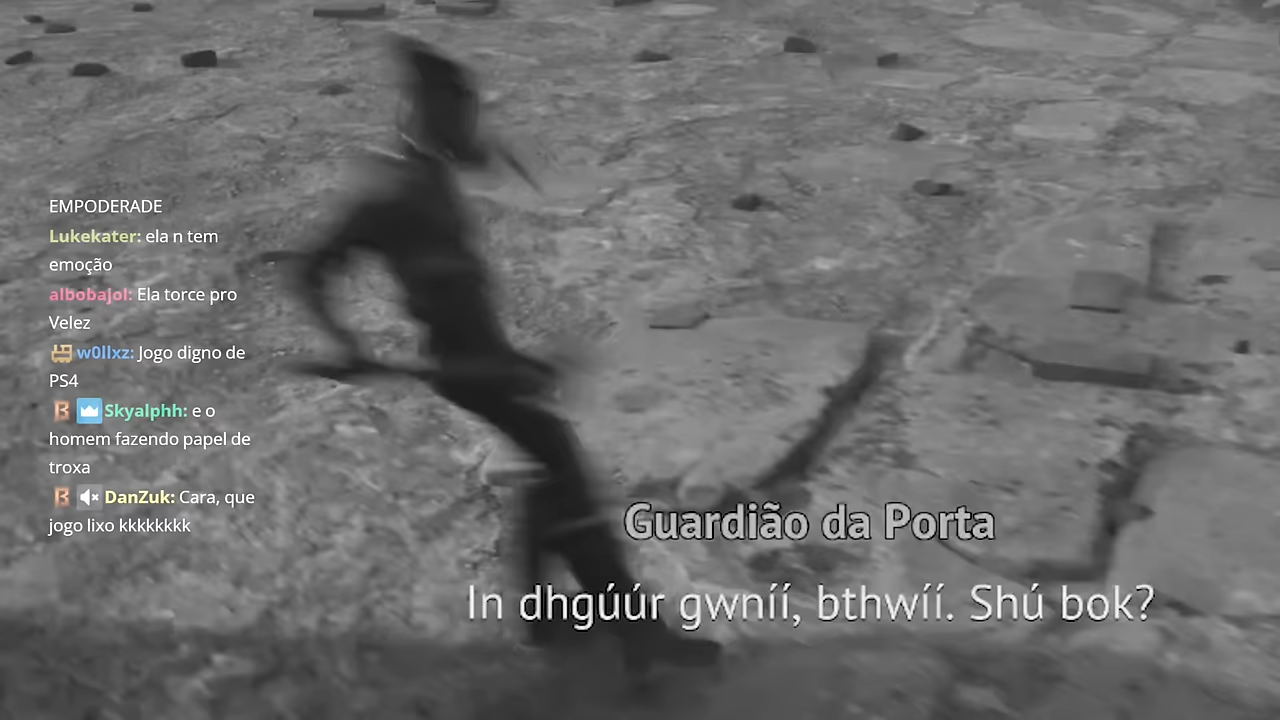 EMPODERADE
Lukekater: ela n tem
emoção
albobajol: Ela torce pro
Velez
w0llxz: Jogo digno de
PS4
Skyalphh: e o
homem fazendo papel de
troxa
DanZuk: Cara, que
jogo lixo kkkkkkkk
Guardião da Porta
In dhgúúr gwníí, bthwíí. Shú bok?